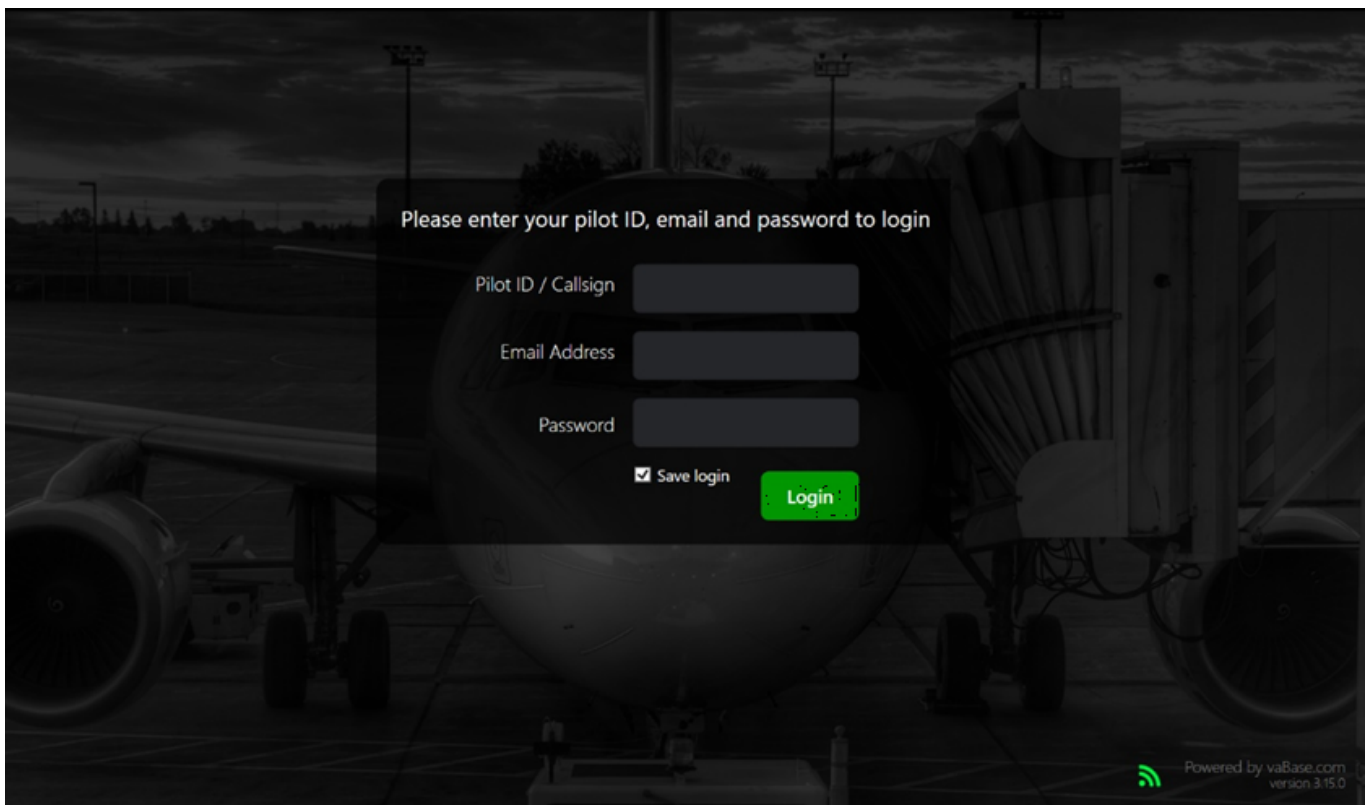 Please enter your pilot ID, email and password to login
Pilot ID / Callsign
Email Address
Password
Save login
Login
Powered by vaBase.com
version 3.15.0